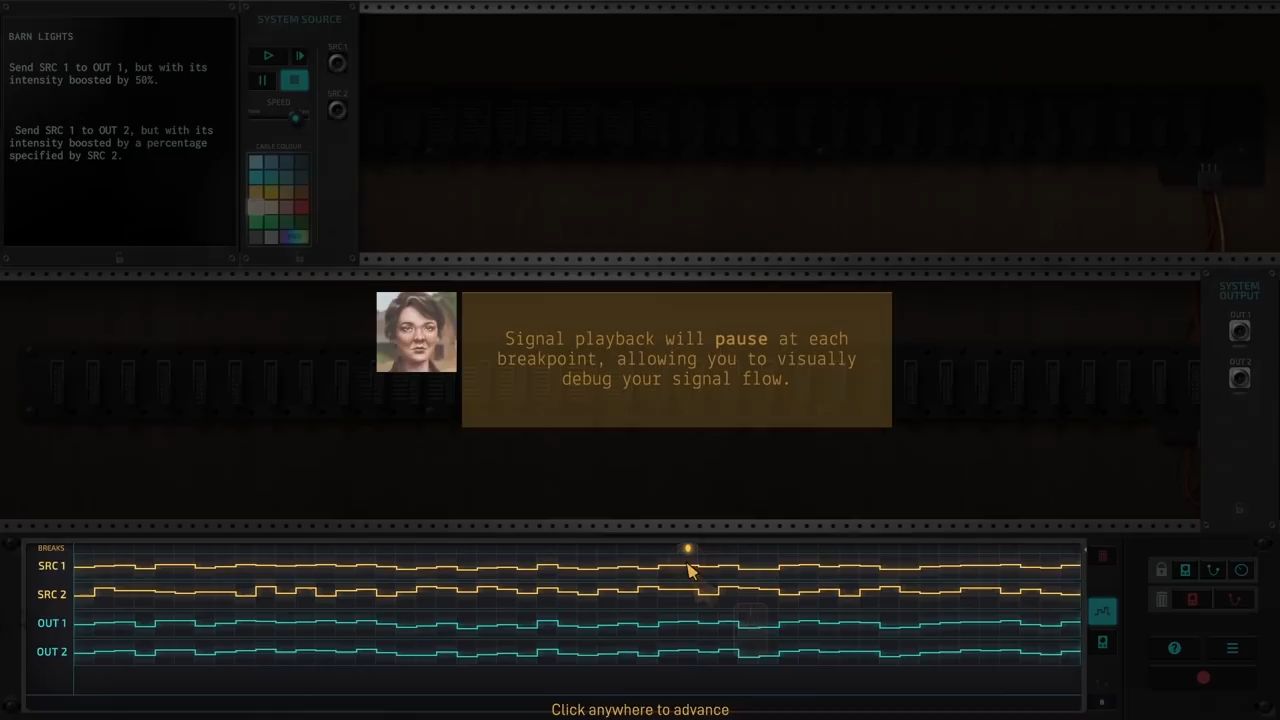 BARN LIGHTS
Send SRC 1 to OUT 1, but with its
intensity boosted by 50%.
Send SRC 1 to OUT 2, but with its
intensity boosted by a percentage
specified by SRC 2.
SYSTEM SOURCE
SRC 1
SRC 2
SPEED
CABLE COLOUR
SYSTEM
OUTPUT
OUT 1
OUT 2
Signal playback will pause at each
breakpoint, allowing you to visually
debug your signal flow.
BREAKS
SRC 1
SRC 2
OUT 1
OUT 2
Click anywhere to advance